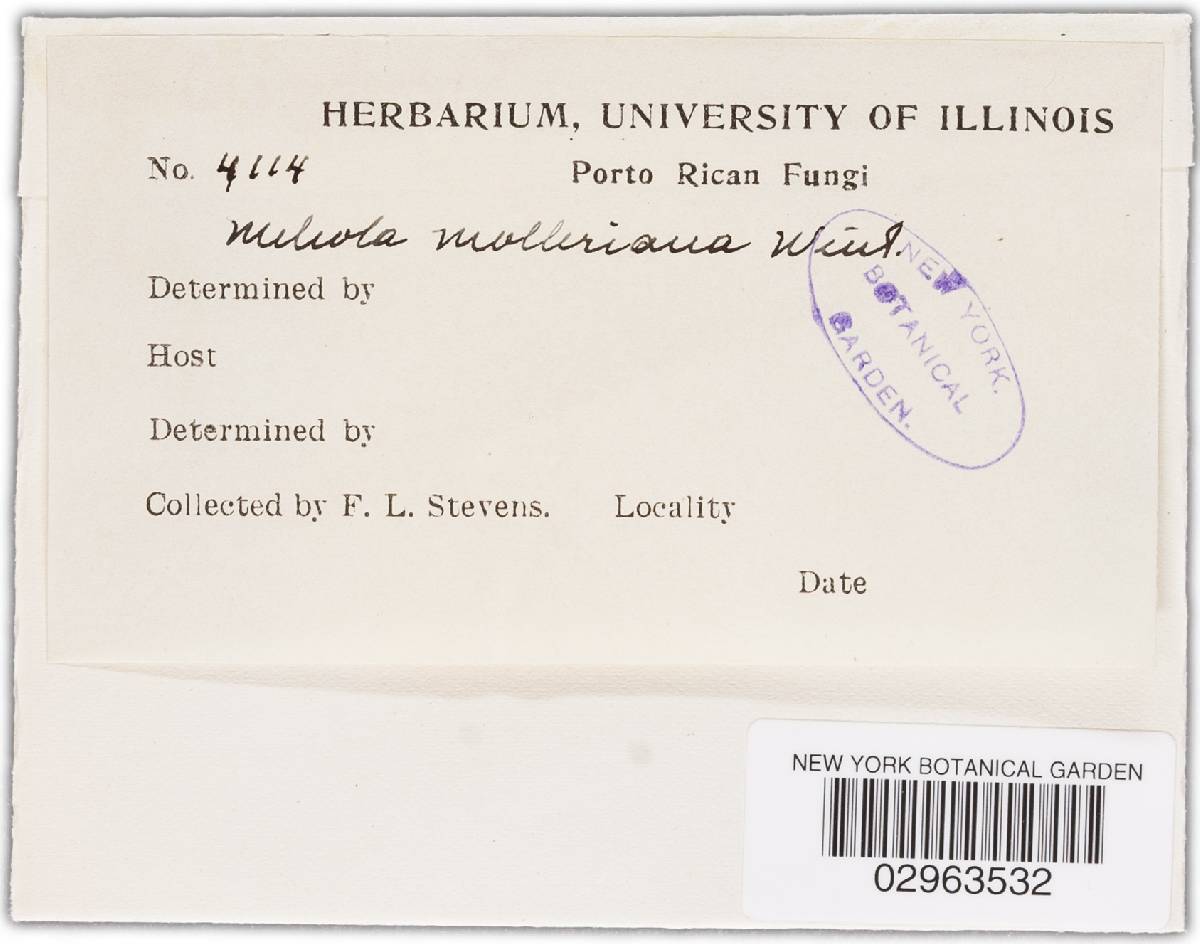 HERBARIUM, UNIVERSITY OF ILLINOIS
No. 4114 Porto Rican Fungi
Meliola molleriana Wint.
Determined by
Host
Determined by
Collected by F. L. Stevens. Locality
Date
NEW YORK.
BOTANICAL
GARDEN.
NEW YORK BOTANICAL GARDEN
02963532